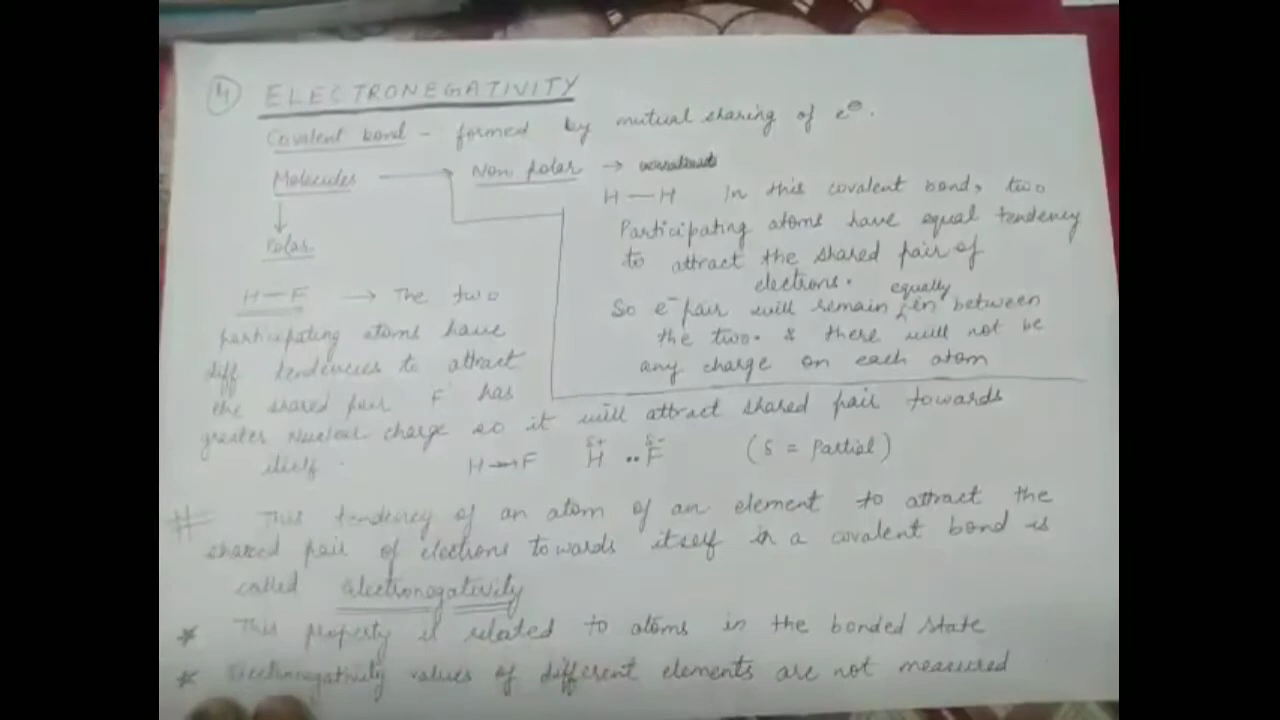 4 ELECTRONEGATIVITY
Covalent bond - formed by mutual sharing of e⊖.
Molecules → Non polar →
↓
Polar
H — H In this covalent bond, two
Participating atoms have equal tendency
to attract the shared pair of
electrons.
So e⁻ pair will remain equally in between
the two. & there will not be
any charge on each atom
H — F → The two
participating atoms have
diff tendencies to attract
the shared pair F has
greater Nuclear charge so it will attract shared pair towards
itself.
H→F δ+ H •• δ- F (δ = Partial)
# This tendency of an atom of an element to attract the
shared pair of electrons towards itself in a covalent bond is
called electronegativity
* This property is related to atoms in the bonded state
* Electronegativity values of different elements are not measured